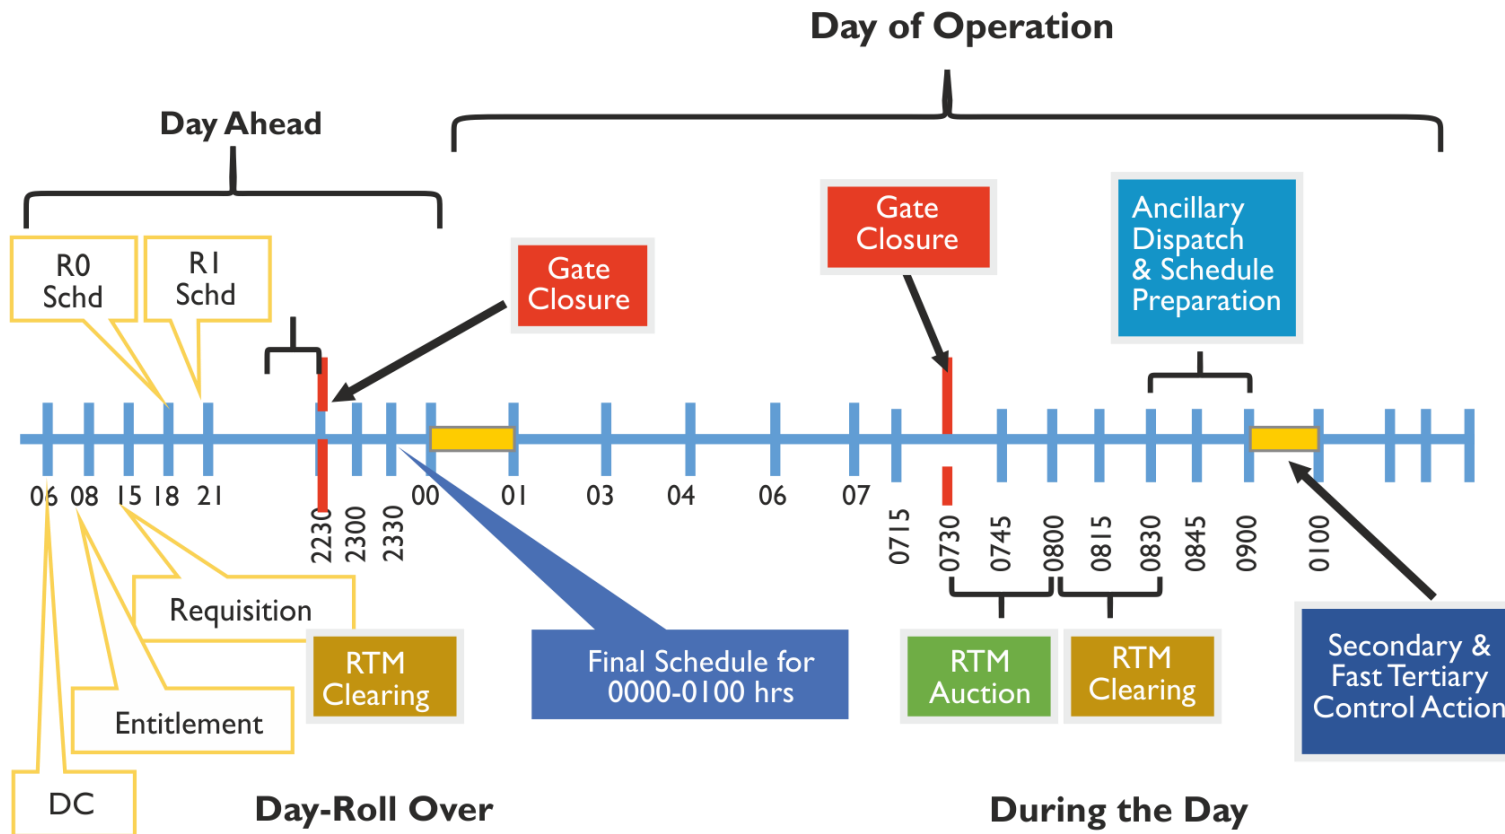 Day of Operation
Day Ahead
R0
Schd
R1
Schd
Gate
Closure
Gate
Closure
Ancillary
Dispatch
& Schedule
Preparation
06
08
15
18
21
2230
2300
2330
00
01
03
04
06
07
0715
0730
0745
0800
0815
0830
0845
0900
0100
Requisition
Entitlement
DC
RTM
Clearing
Final Schedule for
0000-0100 hrs
RTM
Auction
RTM
Clearing
Secondary &
Fast Tertiary
Control Action
Day-Roll Over
During the Day